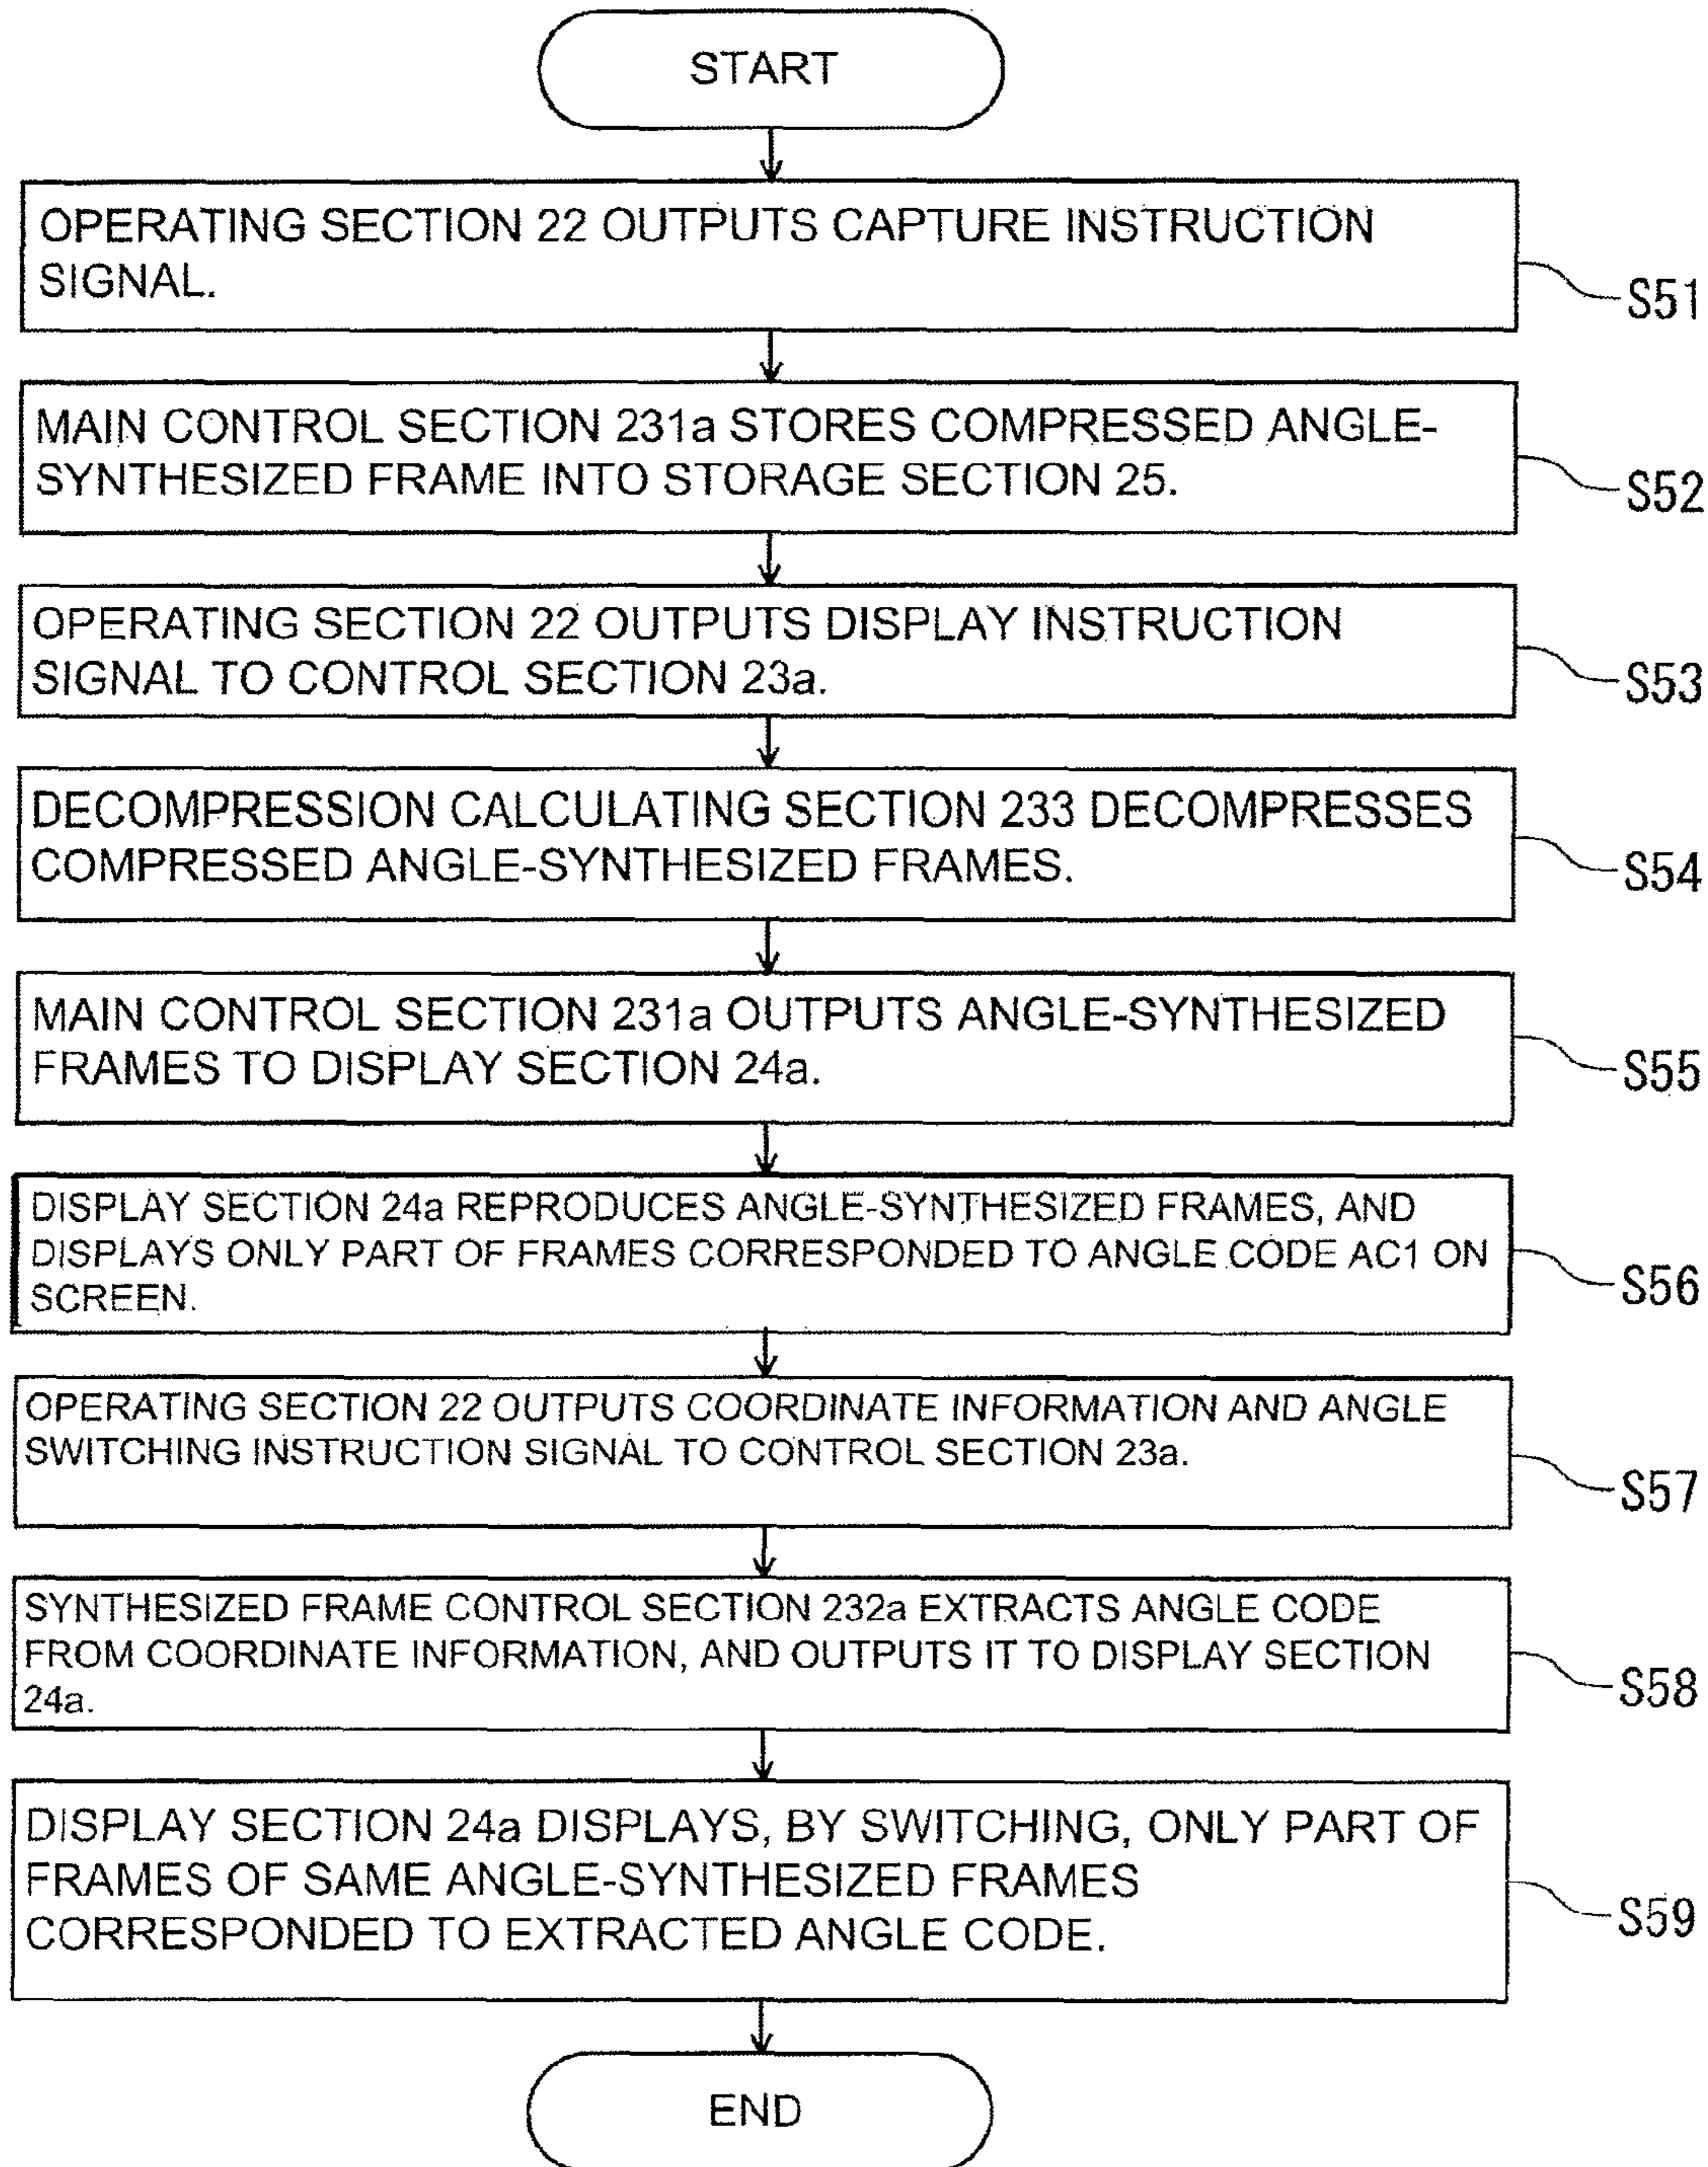 START
OPERATING SECTION 22 OUTPUTS CAPTURE INSTRUCTION
SIGNAL.
S51
MAIN CONTROL SECTION 231a STORES COMPRESSED ANGLE-
SYNTHESIZED FRAME INTO STORAGE SECTION 25.
S52
OPERATING SECTION 22 OUTPUTS DISPLAY INSTRUCTION
SIGNAL TO CONTROL SECTION 23a.
S53
DECOMPRESSION CALCULATING SECTION 233 DECOMPRESSES
COMPRESSED ANGLE-SYNTHESIZED FRAMES.
S54
MAIN CONTROL SECTION 231a OUTPUTS ANGLE-SYNTHESIZED
FRAMES TO DISPLAY SECTION 24a.
S55
DISPLAY SECTION 24a REPRODUCES ANGLE-SYNTHESIZED FRAMES, AND
DISPLAYS ONLY PART OF FRAMES CORRESPONDED TO ANGLE CODE AC1 ON
SCREEN.
S56
OPERATING SECTION 22 OUTPUTS COORDINATE INFORMATION AND ANGLE
SWITCHING INSTRUCTION SIGNAL TO CONTROL SECTION 23a.
S57
SYNTHESIZED FRAME CONTROL SECTION 232a EXTRACTS ANGLE CODE
FROM COORDINATE INFORMATION, AND OUTPUTS IT TO DISPLAY SECTION
24a.
S58
DISPLAY SECTION 24a DISPLAYS, BY SWITCHING, ONLY PART OF
FRAMES OF SAME ANGLE-SYNTHESIZED FRAMES
CORRESPONDED TO EXTRACTED ANGLE CODE.
S59
END